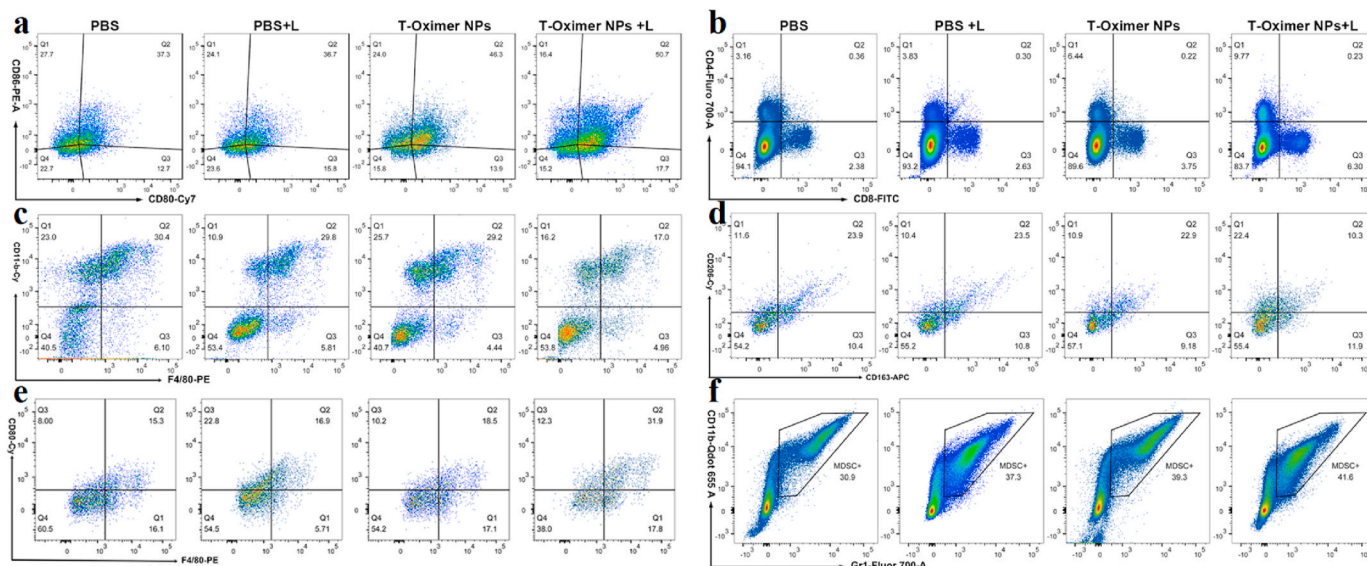 a
PBS
PBS+L
T-Oximer NPs
T-Oximer NPs +L
CD86-PE-A
Q1
27.7
Q2
37.3
Q4
22.7
Q3
12.7
Q1
24.1
Q2
36.7
Q4
23.6
Q3
15.8
Q1
24.0
Q2
46.3
Q4
15.8
Q3
13.9
Q1
16.4
Q2
50.7
Q4
15.2
Q3
17.7
CD80-Cy7
b
PBS
PBS +L
T-Oximer NPs
T-Oximer NPs+L
CD4-Fluro 700-A
Q1
3.16
Q2
0.36
Q4
94.1
Q3
2.38
Q1
3.83
Q2
0.30
Q4
93.2
Q3
2.63
Q1
6.44
Q2
0.22
Q4
89.6
Q3
3.75
Q1
9.77
Q2
0.23
Q4
83.7
Q3
6.30
CD8-FITC
c
CD11b-Cy
Q1
23.0
Q2
30.4
Q4
40.5
Q3
6.10
Q1
10.9
Q2
29.8
Q4
53.4
Q3
5.81
Q1
25.7
Q2
29.2
Q4
40.7
Q3
4.44
Q1
16.2
Q2
17.0
Q4
53.8
Q3
4.96
F4/80-PE
d
CD206-Cy
Q1
11.6
Q2
23.9
Q4
54.2
Q3
10.4
Q1
10.4
Q2
23.5
Q4
55.2
Q3
10.8
Q1
10.9
Q2
22.9
Q4
57.1
Q3
9.18
Q1
22.4
Q2
10.3
Q4
55.4
Q3
11.9
CD163-APC
e
CD80-Cy
Q3
8.00
Q2
15.3
Q4
60.5
Q1
16.1
Q3
22.8
Q2
16.9
Q4
54.5
Q1
5.71
Q3
10.2
Q2
18.5
Q4
54.2
Q1
17.1
Q3
12.3
Q2
31.9
Q4
38.0
Q1
17.8
F4/80-PE
f
CD11b-Qdot 655 A
MDSC+
30.9
MDSC+
37.3
MDSC+
39.3
MDSC+
41.6
Gr1-Fluor 700-A